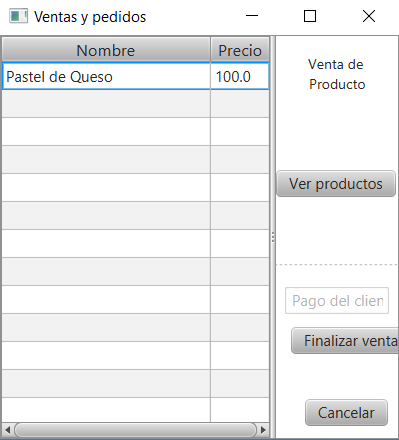 Ventas y pedidos
Nombre Precio
Pastel de Queso 100.0
Venta de
Producto
Ver productos
Pago del clien
Finalizar venta
Cancelar